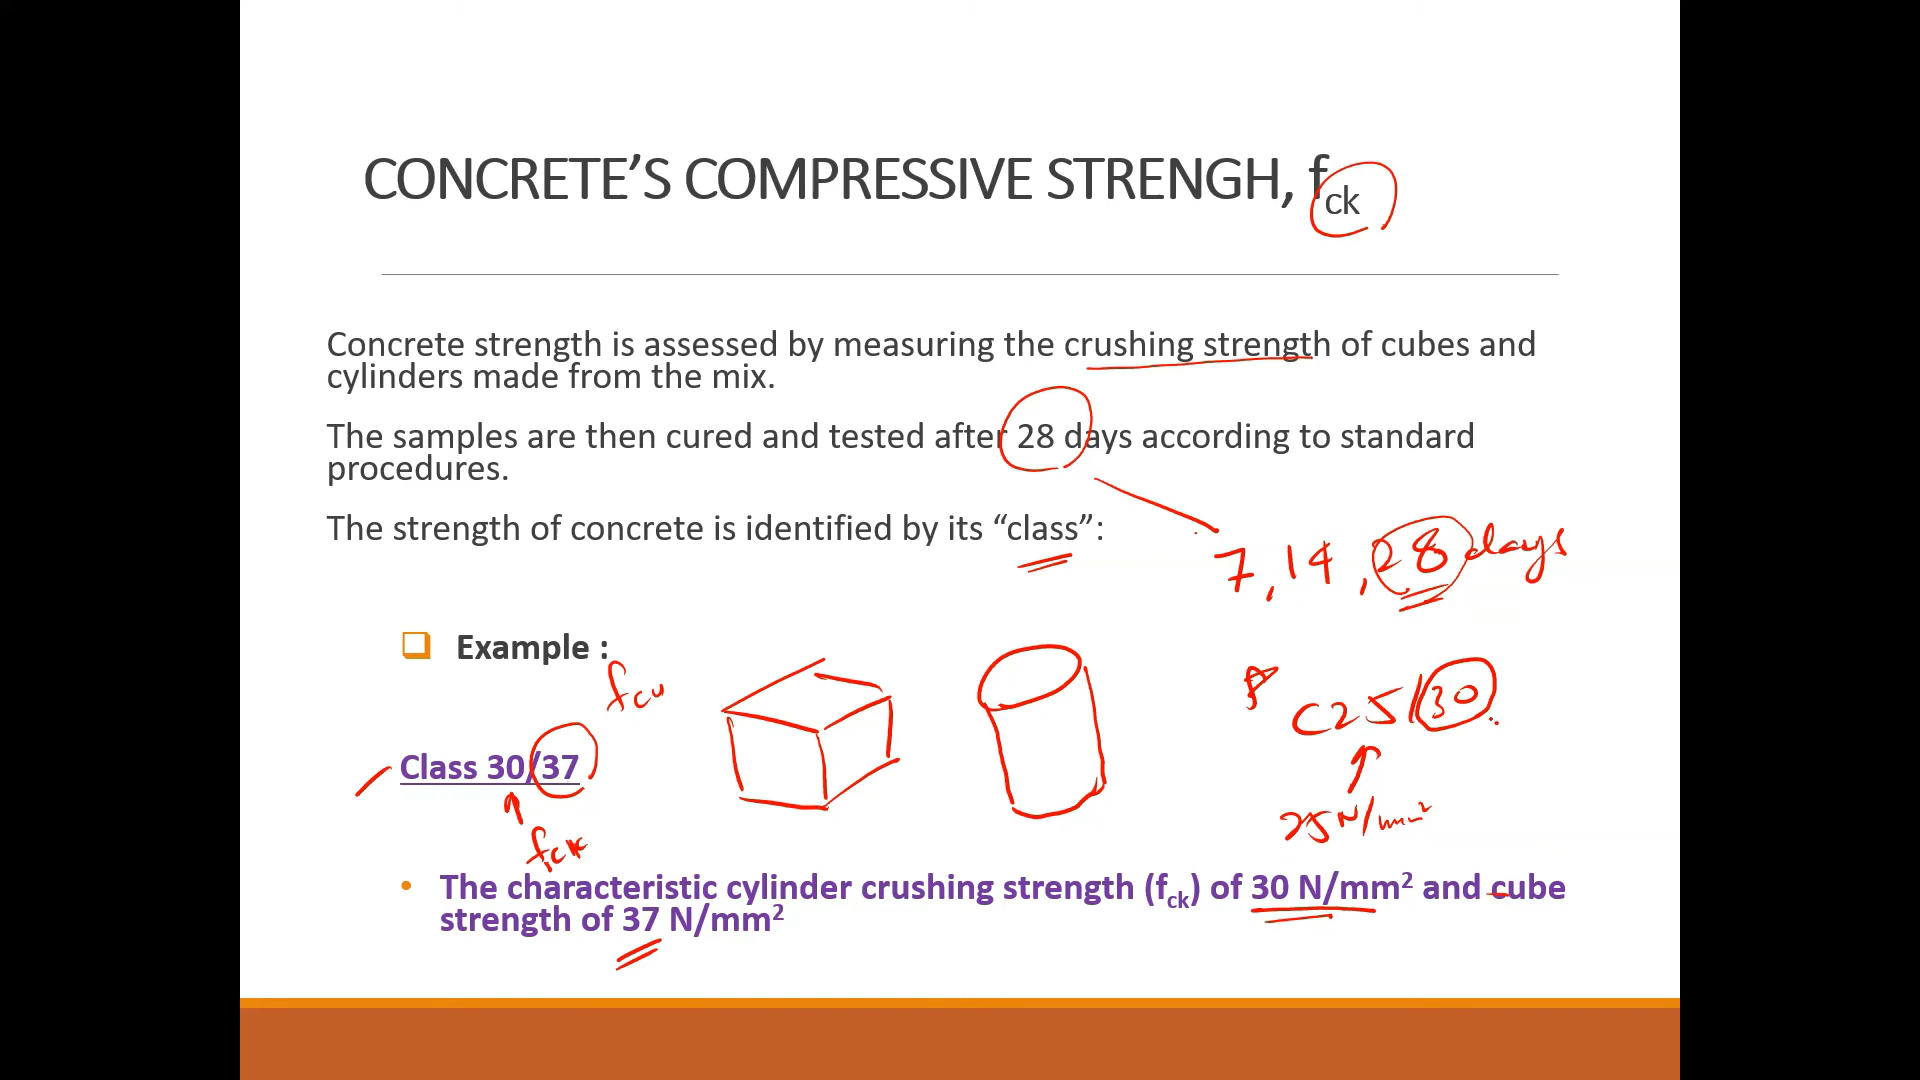 CONCRETE’S COMPRESSIVE STRENGH, fck
Concrete strength is assessed by measuring the crushing strength of cubes and
cylinders made from the mix.
The samples are then cured and tested after 28 days according to standard
procedures.
The strength of concrete is identified by its “class”:
7, 14, 28 days
Example :
fcu
C25/30
Class 30/37
25 N/mm²
fck
• The characteristic cylinder crushing strength (fck) of 30 N/mm² and cube
strength of 37 N/mm²